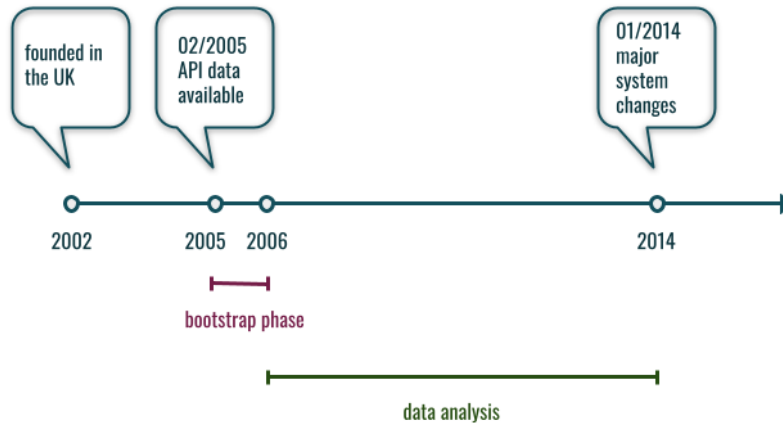 founded in
the UK
02/2005
API data
available
01/2014
major
system
changes
2002
2005
2006
2014
bootstrap phase
data analysis